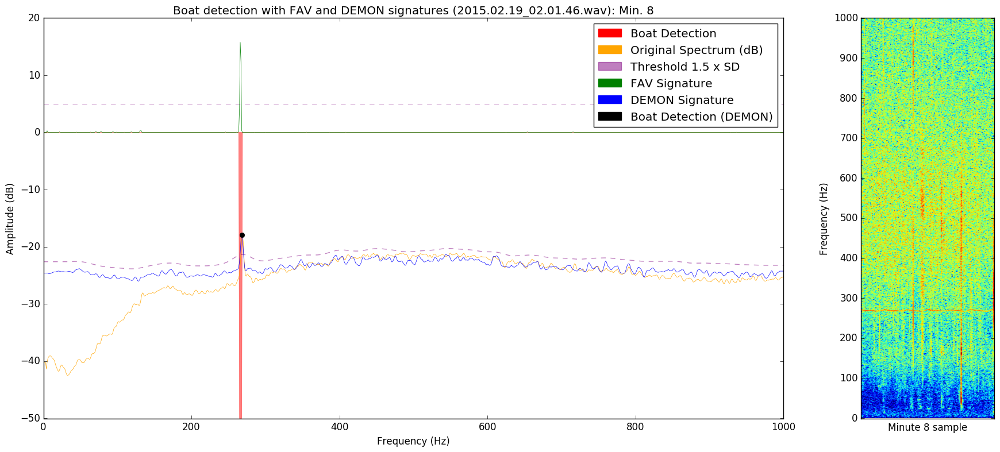 Boat detection with FAV and DEMON signatures (2015.02.19_02.01.46.wav): Min. 8
20
10
0
−10
−20
−30
−40
−50
Amplitude (dB)
0
200
400
600
800
1000
Frequency (Hz)
Boat Detection
Original Spectrum (dB)
Threshold 1.5 x SD
FAV Signature
DEMON Signature
Boat Detection (DEMON)
1000
900
800
700
600
500
400
300
200
100
0
Frequency (Hz)
Minute 8 sample